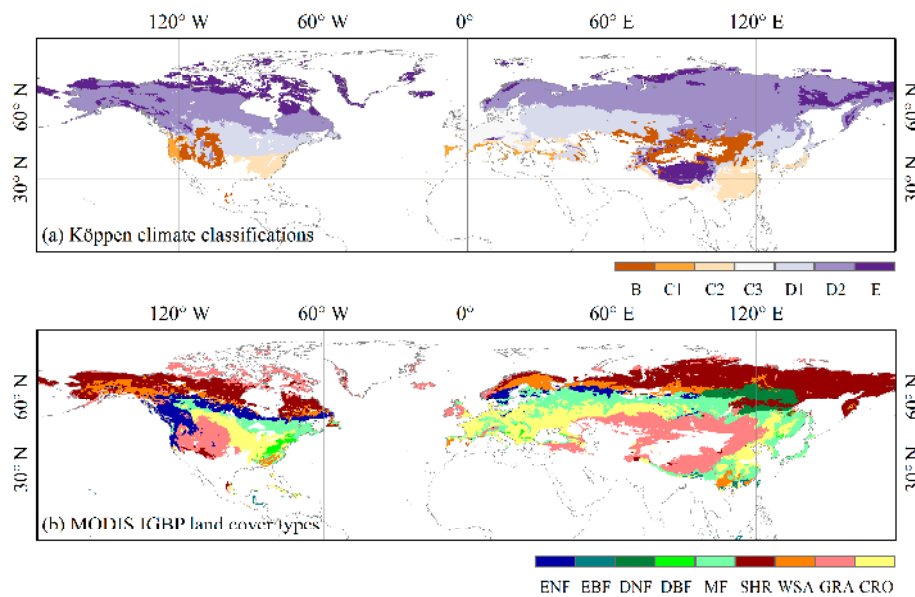 120° W 60° W 0° 60° E 120° E
60° N
30° N
60° N
30° N
(a) Köppen climate classifications
B C1 C2 C3 D1 D2 E
120° W 60° W 0° 60° E 120° E
60° N
30° N
60° N
30° N
(b) MODIS IGBP land cover types
ENF EBF DNF DBF MF SHR WSA GRA CRO